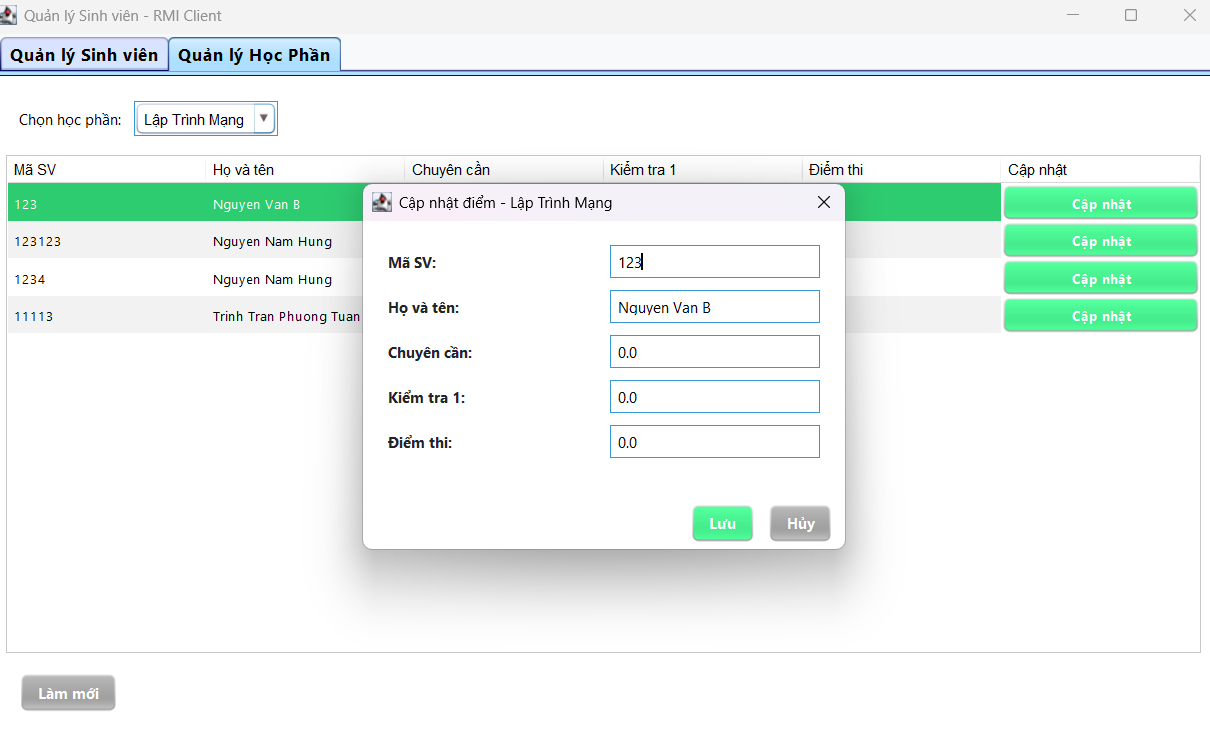 Quản lý Sinh viên - RMI Client
Quản lý Sinh viên Quản lý Học Phần
Chọn học phần: Lập Trình Mạng
Mã SV Họ và tên Chuyên cần Kiểm tra 1 Điểm thi Cập nhật
123 Nguyen Van B Cập nhật
123123 Nguyen Nam Hung Cập nhật
1234 Nguyen Nam Hung Cập nhật
11113 Trinh Tran Phuong Tuan Cập nhật
Cập nhật điểm - Lập Trình Mạng
Mã SV: 123
Họ và tên: Nguyen Van B
Chuyên cần: 0.0
Kiểm tra 1: 0.0
Điểm thi: 0.0
Lưu Hủy
Làm mới